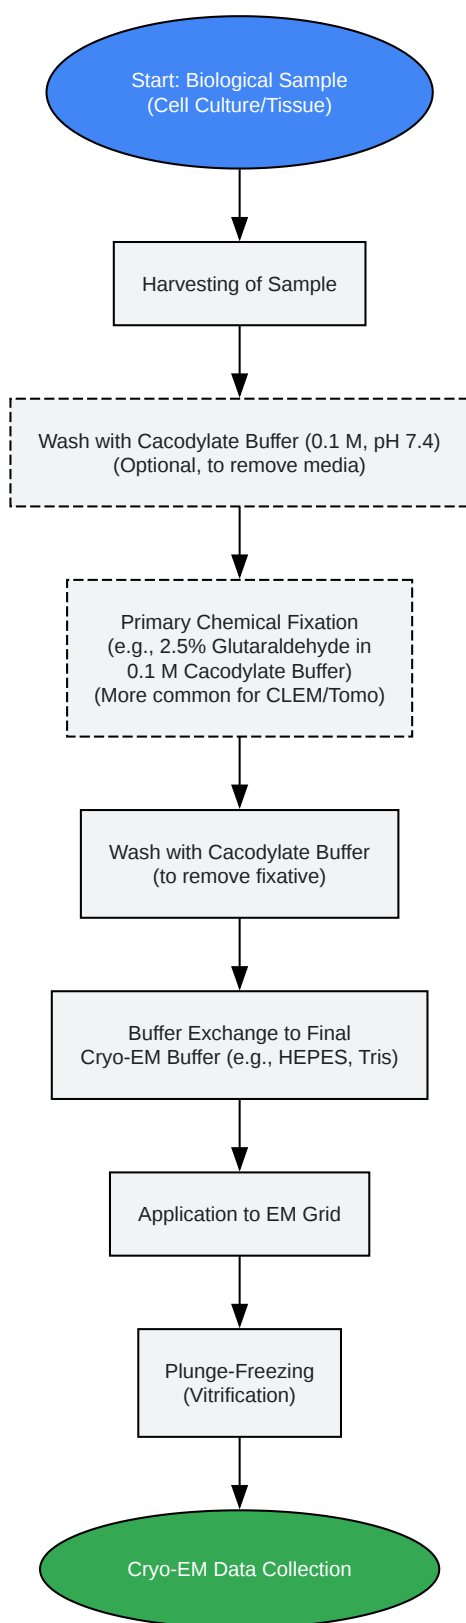 Start: Biological Sample
(Cell Culture/Tissue)
Harvesting of Sample
Wash with Cacodylate Buffer (0.1 M, pH 7.4)
(Optional, to remove media)
Primary Chemical Fixation
(e.g., 2.5% Glutaraldehyde in
0.1 M Cacodylate Buffer)
(More common for CLEM/Tomo)
Wash with Cacodylate Buffer
(to remove fixative)
Buffer Exchange to Final
Cryo-EM Buffer (e.g., HEPES, Tris)
Application to EM Grid
Plunge-Freezing
(Vitrification)
Cryo-EM Data Collection